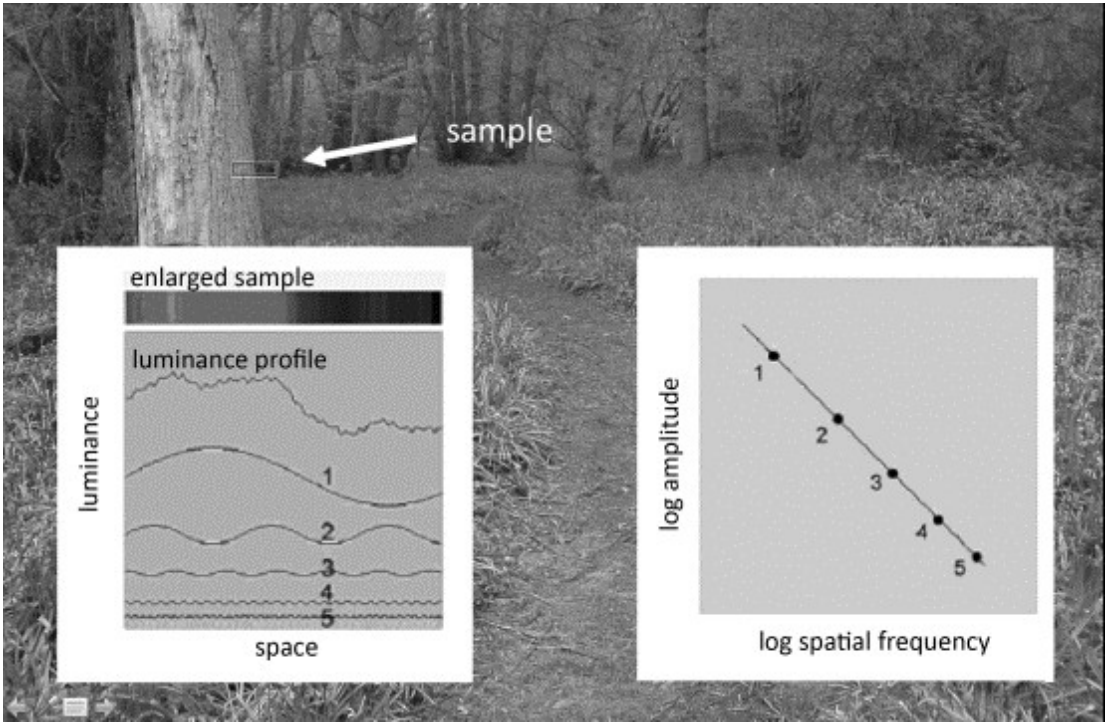 sample
enlarged sample
luminance profile
luminance
1
2
3
4
5
space
log amplitude
1
2
3
4
5
log spatial frequency